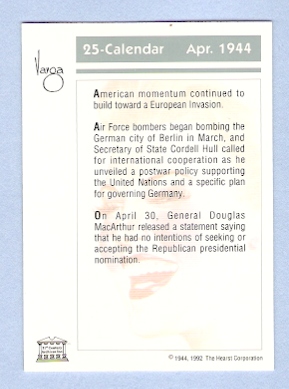 25-Calendar Apr. 1944
Varga
American momentum continued to
build toward a European Invasion.
Air Force bombers began bombing the
German city of Berlin in March, and
Secretary of State Cordell Hull called
for international cooperation as he
unveiled a postwar policy supporting
the United Nations and a specific plan
for governing Germany.
On April 30, General Douglas
MacArthur released a statement saying
that he had no intentions of seeking or
accepting the Republican presidential
nomination.
© 1944, 1992 The Hearst Corporation